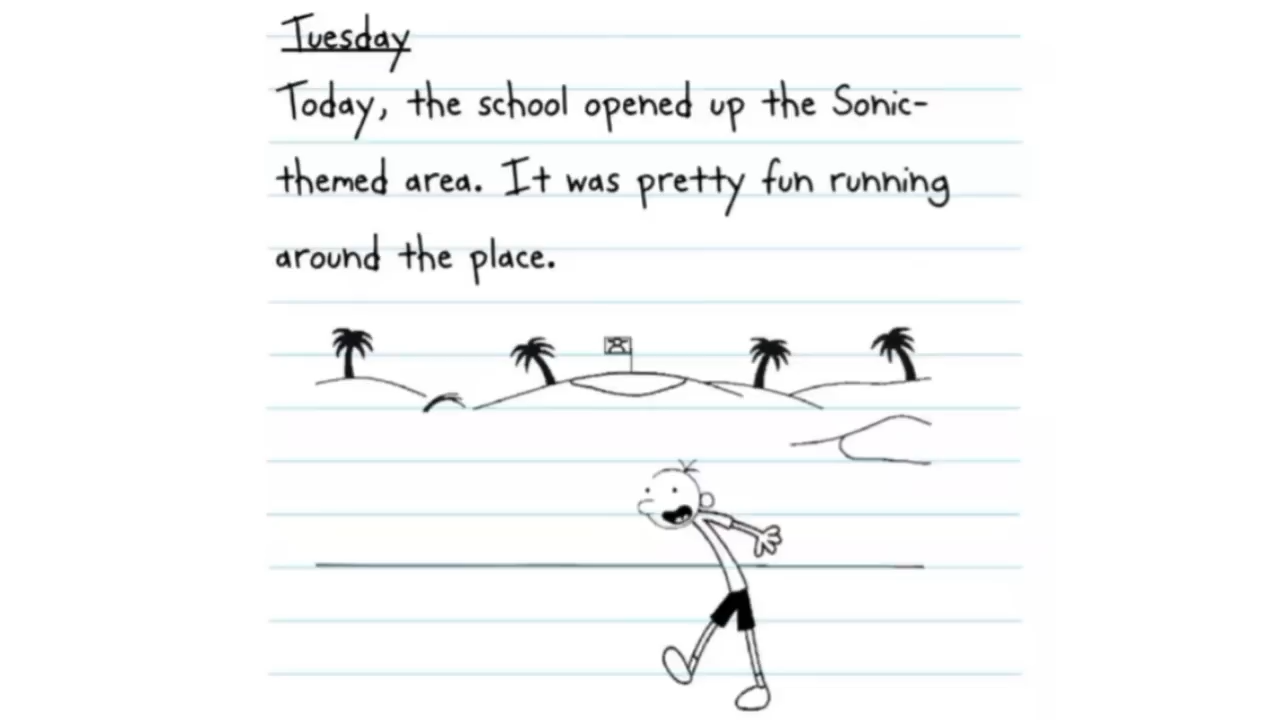 Tuesday
Today, the school opened up the Sonic-
themed area. It was pretty fun running
around the place.